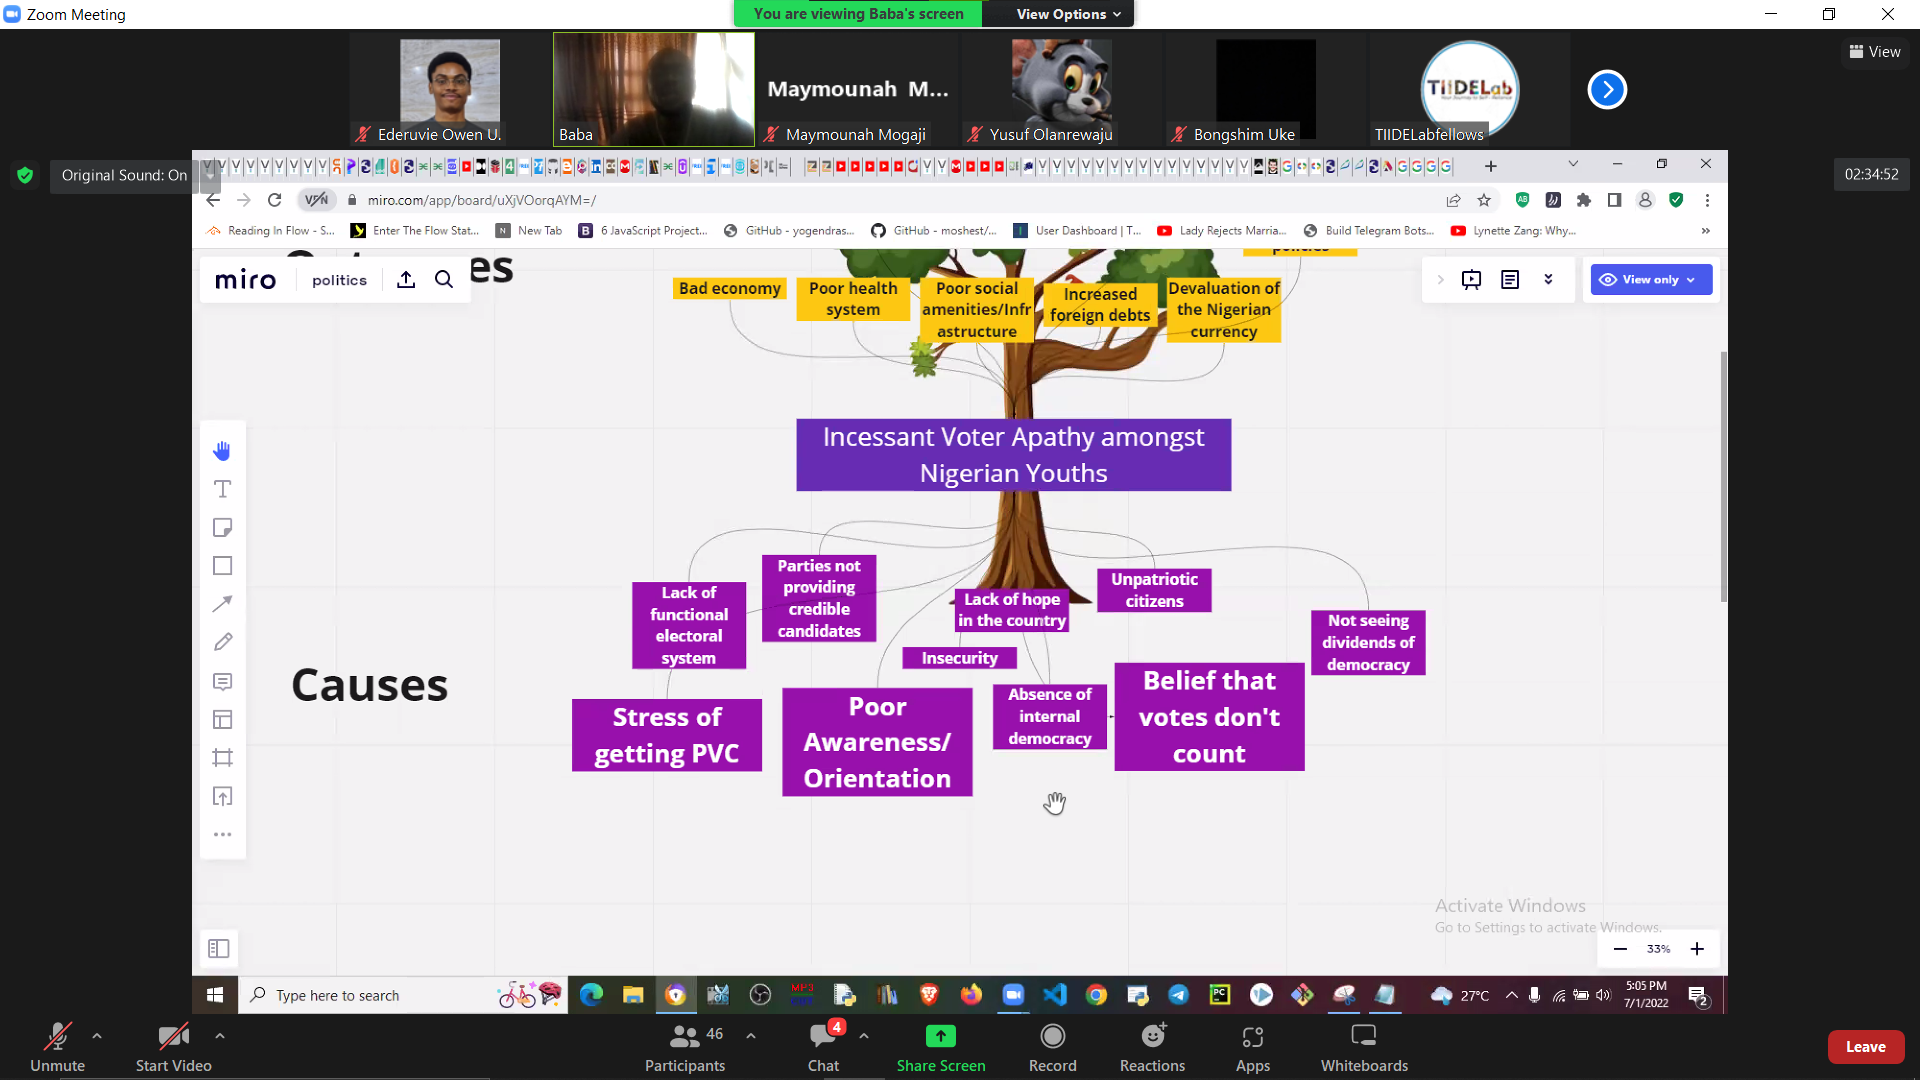 Zoom Meeting
You are viewing Baba's screen
View Options
Maymounah M...
TIIDELab
View
Ederuvie Owen U.
Baba
Maymounah Mogaji
Yusuf Olanrewaju
Bongshim Uke
TIIDELabfellows
Original Sound: On
02:34:52
VPN
miro.com/app/board/uXjVOorqAYM=/
Reading In Flow - S...
Enter The Flow Stat...
New Tab
6 JavaScript Project...
GitHub - yogendras...
GitHub - moshest/...
User Dashboard | T...
Lady Rejects Marria...
Build Telegram Bots...
Lynette Zang: Why...
miro
politics
View only
Bad economy
Poor health
system
Poor social
amenities/Infr
astructure
Increased
foreign debts
Devaluation of
the Nigerian
currency
Incessant Voter Apathy amongst
Nigerian Youths
Causes
Lack of
functional
electoral
system
Parties not
providing
credible
candidates
Lack of hope
in the country
Unpatriotic
citizens
Not seeing
dividends of
democracy
Insecurity
Stress of
getting PVC
Poor
Awareness/
Orientation
Absence of
internal
democracy
Belief that
votes don't
count
Activate Windows
Go to Settings to activate Windows.
33%
Type here to search
27°C
5:05 PM
7/1/2022
2
Unmute
Start Video
46
Participants
4
Chat
Share Screen
Record
Reactions
Apps
Whiteboards
Leave